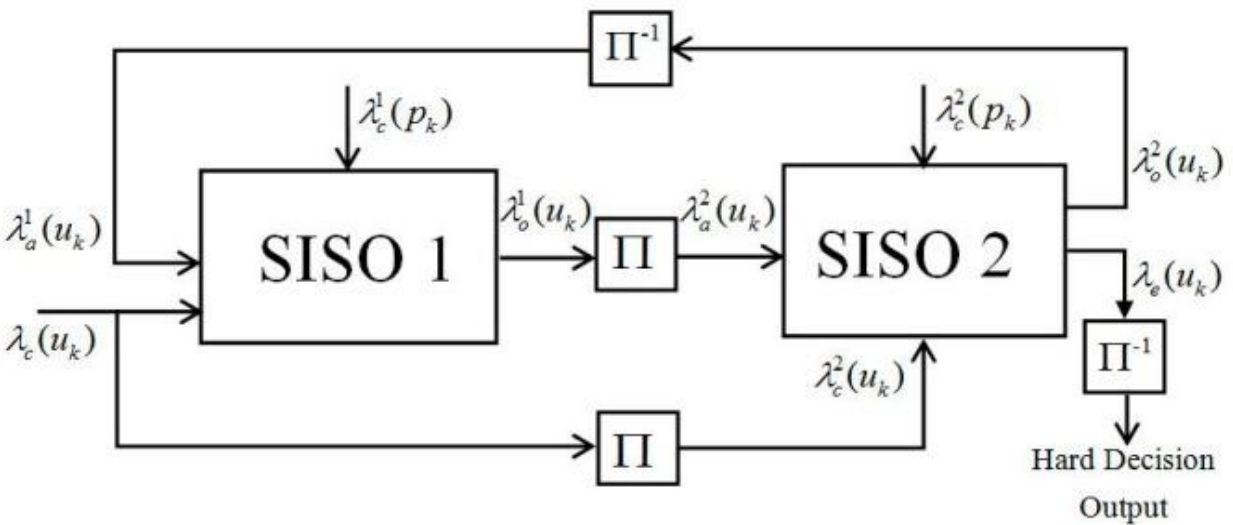 Π⁻¹
λ_c^1(p_k)
λ_c^2(p_k)
λ_o^2(u_k)
λ_a^1(u_k)
λ_o^1(u_k)
λ_a^2(u_k)
SISO 1
Π
SISO 2
λ_e(u_k)
λ_c(u_k)
λ_c^2(u_k)
Π⁻¹
Π
Hard Decision
Output